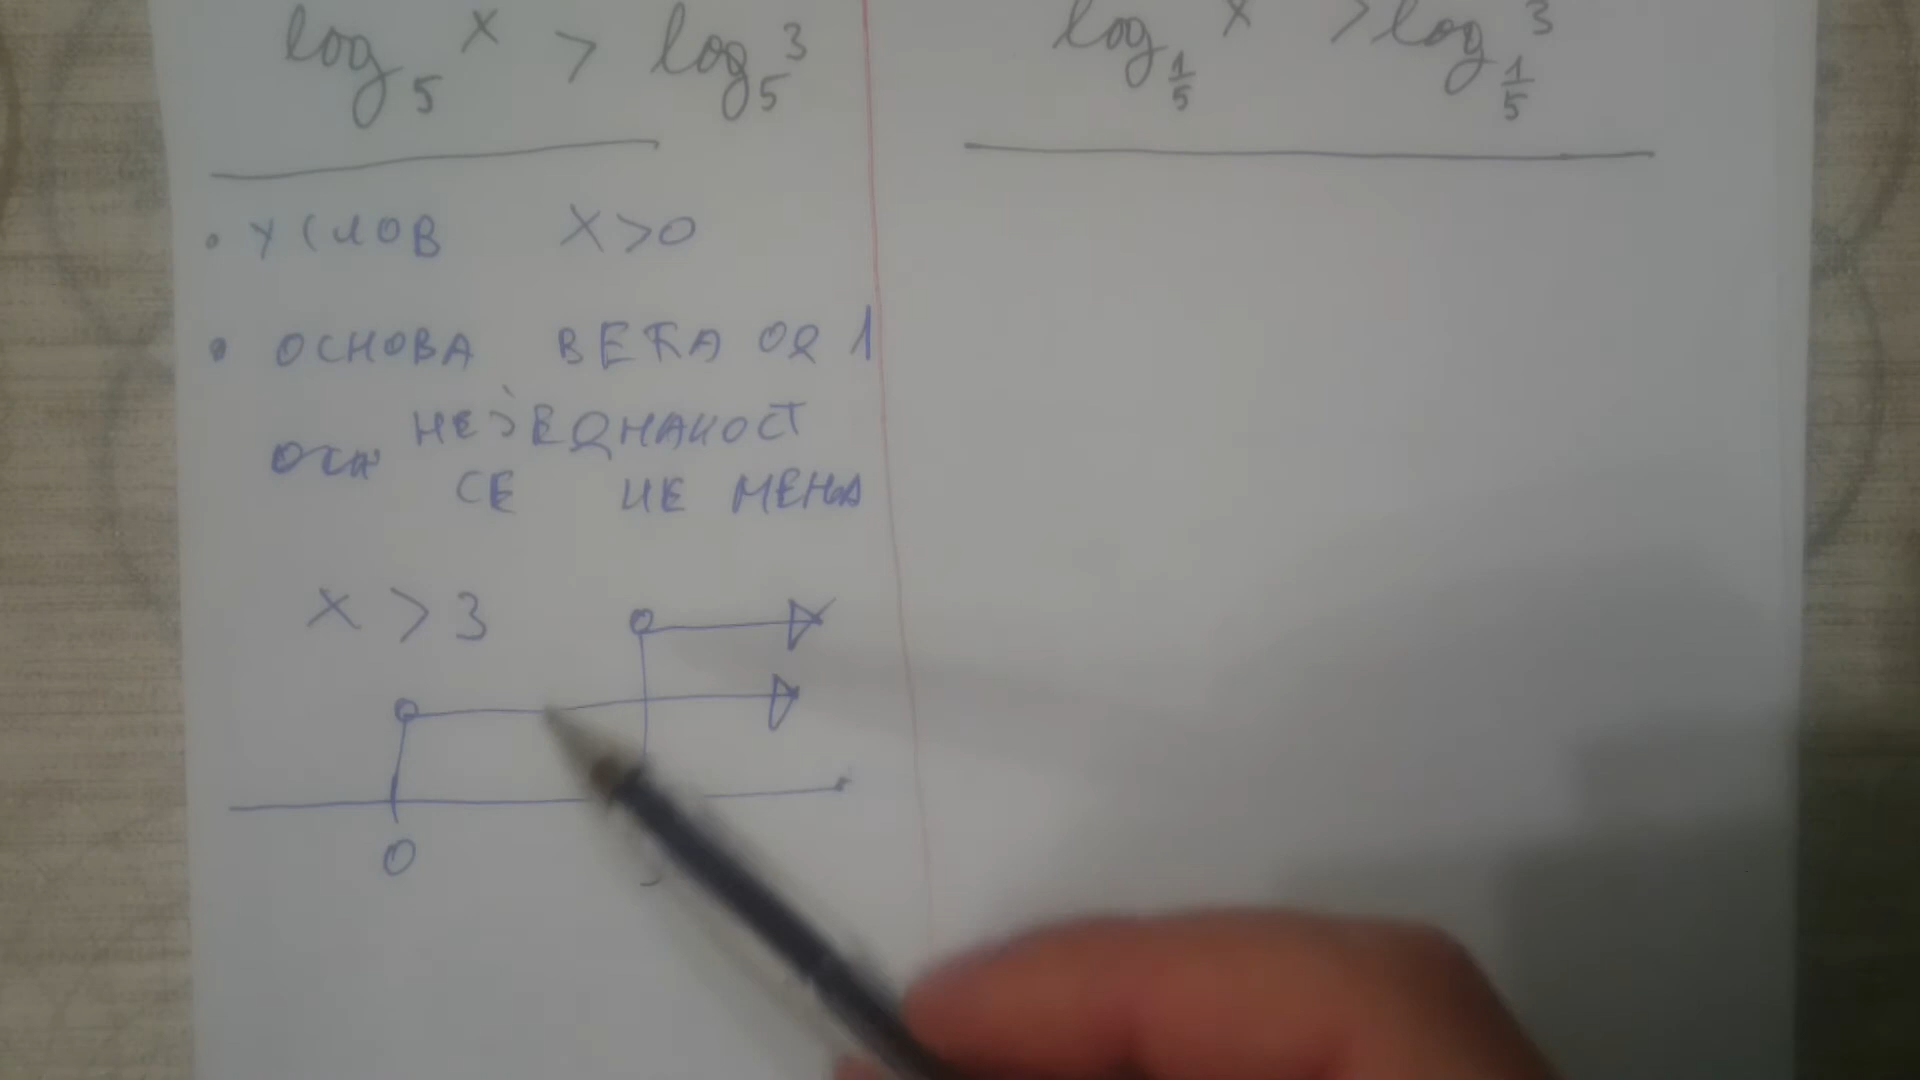 log₅ x > log₅ 3
• УСЛОВ x>0
• ОСНОВА ВЕЌА ОД 1
НЕЈЕДНАКОСТ
СЕ НЕ МЕЊА
x > 3
0
log_{1/5} x > log_{1/5} 3